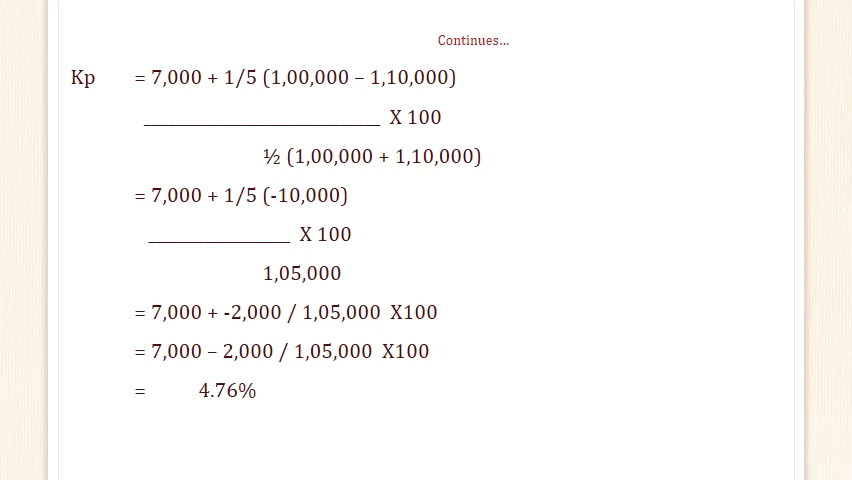 Continues…
Kp = 7,000 + 1/5 (1,00,000 – 1,10,000)
______________________________ X 100
½ (1,00,000 + 1,10,000)
= 7,000 + 1/5 (-10,000)
__________________ X 100
1,05,000
= 7,000 + -2,000 / 1,05,000 X100
= 7,000 – 2,000 / 1,05,000 X100
= 4.76%